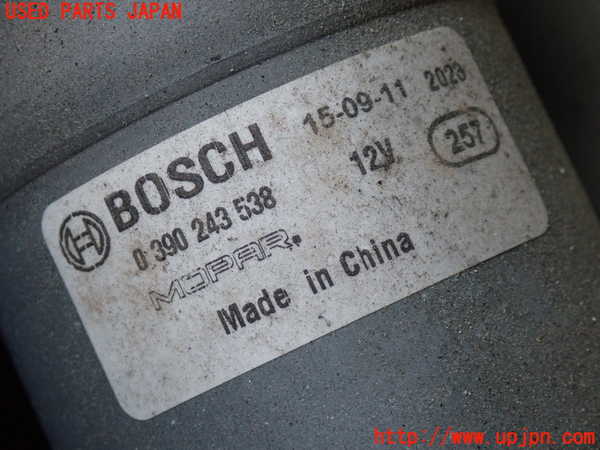 USED PARTS JAPAN
BOSCH 15-09-11 2023
0 390 243 538 12V 257
MOPAR.
Made in China
http://www.upjpn.com/